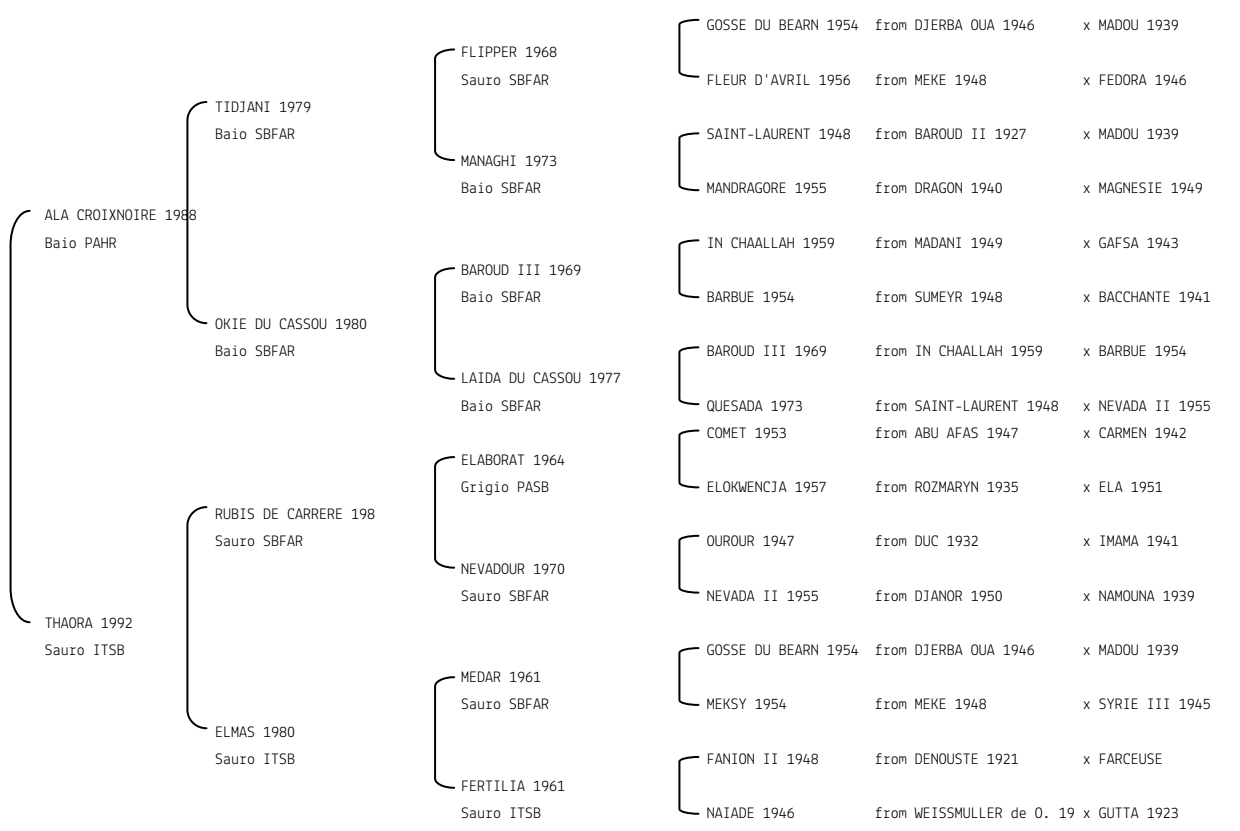 GOSSE DU BEARN 1954 from DJERBA OUA 1946 x MADOU 1939
FLIPPER 1968
Sauro SBFAR FLEUR D'AVRIL 1956 from MEKE 1948 x FEDORA 1946
TIDJANI 1979
Baio SBFAR SAINT-LAURENT 1948 from BAROUD II 1927 x MADOU 1939
MANAGHI 1973
Baio SBFAR MANDRAGORE 1955 from DRAGON 1940 x MAGNESIE 1949
ALA CROIXNOIRE 1988
Baio PAHR IN CHAALLAH 1959 from MADANI 1949 x GAFSA 1943
BAROUD III 1969
Baio SBFAR BARBUE 1954 from SUMEYR 1948 x BACCHANTE 1941
OKIE DU CASSOU 1980
Baio SBFAR BAROUD III 1969 from IN CHAALLAH 1959 x BARBUE 1954
LAIDA DU CASSOU 1977
Baio SBFAR QUESADA 1973 from SAINT-LAURENT 1948 x NEVADA II 1955
COMET 1953 from ABU AFAS 1947 x CARMEN 1942
ELABORAT 1964
Grigio PASB ELOKWENCJA 1957 from ROZMARYN 1935 x ELA 1951
RUBIS DE CARRERE 198
Sauro SBFAR OUROUR 1947 from DUC 1932 x IMAMA 1941
NEVADOUR 1970
Sauro SBFAR NEVADA II 1955 from DJANOR 1950 x NAMOUNA 1939
THAORA 1992
Sauro ITSB GOSSE DU BEARN 1954 from DJERBA OUA 1946 x MADOU 1939
MEDAR 1961
Sauro SBFAR MEKSY 1954 from MEKE 1948 x SYRIE III 1945
ELMAS 1980
Sauro ITSB FANION II 1948 from DENOUSTE 1921 x FARCEUSE
FERTILIA 1961
Sauro ITSB NAIADE 1946 from WEISSMULLER de O. 19 x GUTTA 1923